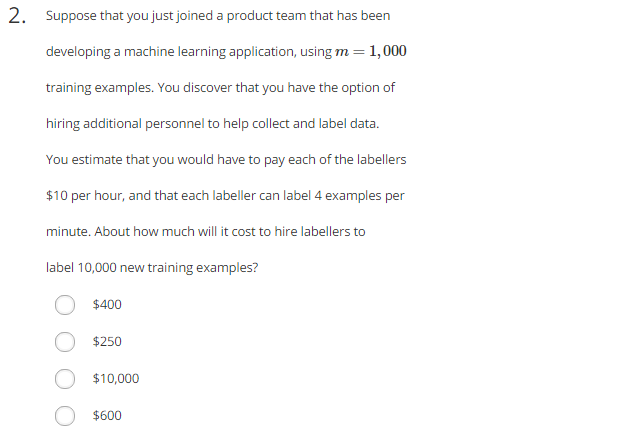 2. Suppose that you just joined a product team that has been
developing a machine learning application, using m = 1,000
training examples. You discover that you have the option of
hiring additional personnel to help collect and label data.
You estimate that you would have to pay each of the labellers
$10 per hour, and that each labeller can label 4 examples per
minute. About how much will it cost to hire labellers to
label 10,000 new training examples?
$400
$250
$10,000
$600